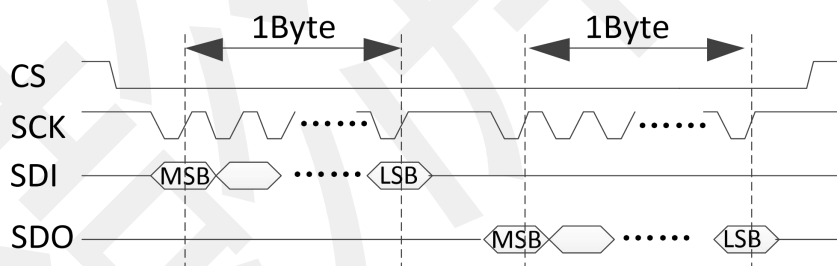 1Byte 1Byte
CS
SCK ...... ......
SDI MSB ...... LSB
SDO MSB ...... LSB